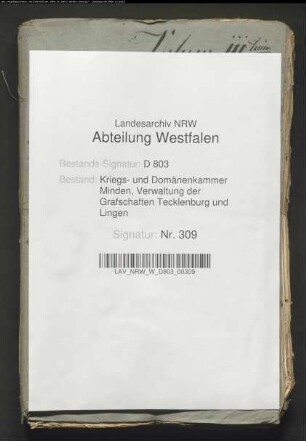 Landesarchiv NRW
Abteilung Westfalen
Bestands-Signatur: D 803
Bestand: Kriegs- und Domänenkammer
Minden, Verwaltung der
Grafschaften Tecklenburg und
Lingen
Signatur: Nr. 309
LAV_NRW_W_D803_00309